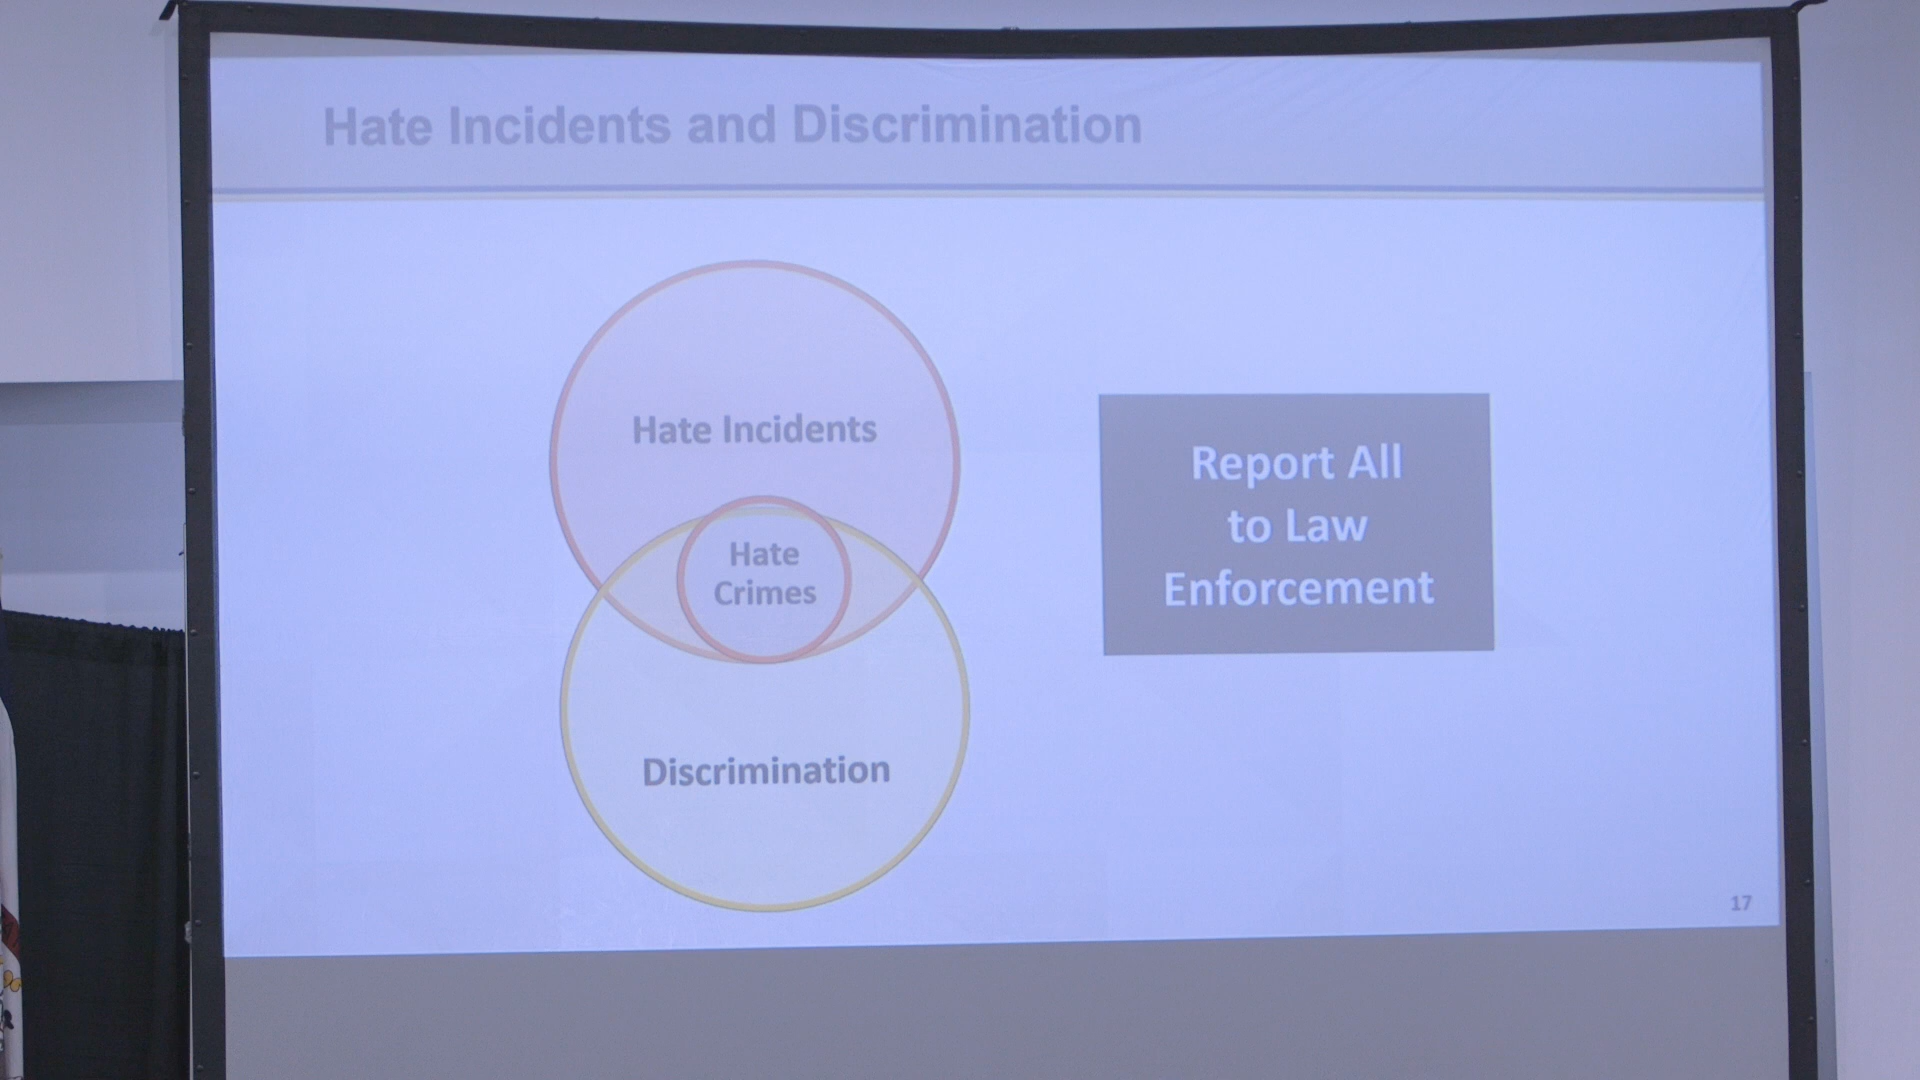 Hate Incidents and Discrimination
Hate Incidents
Hate
Crimes
Discrimination
Report All
to Law
Enforcement
17